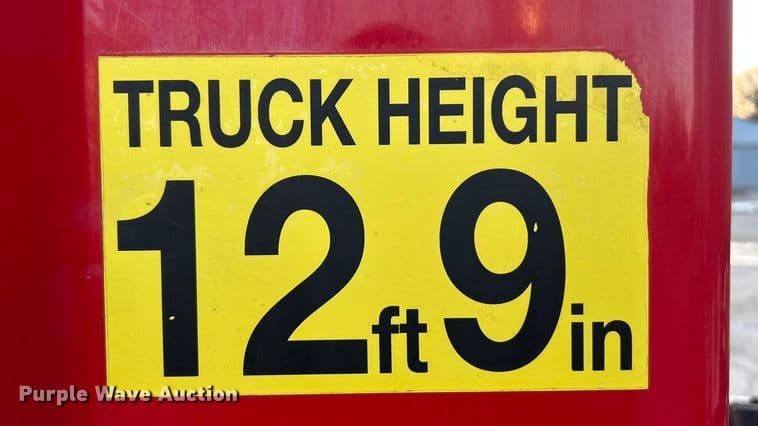 TRUCK HEIGHT
12ft 9in
Purple Wave Auction